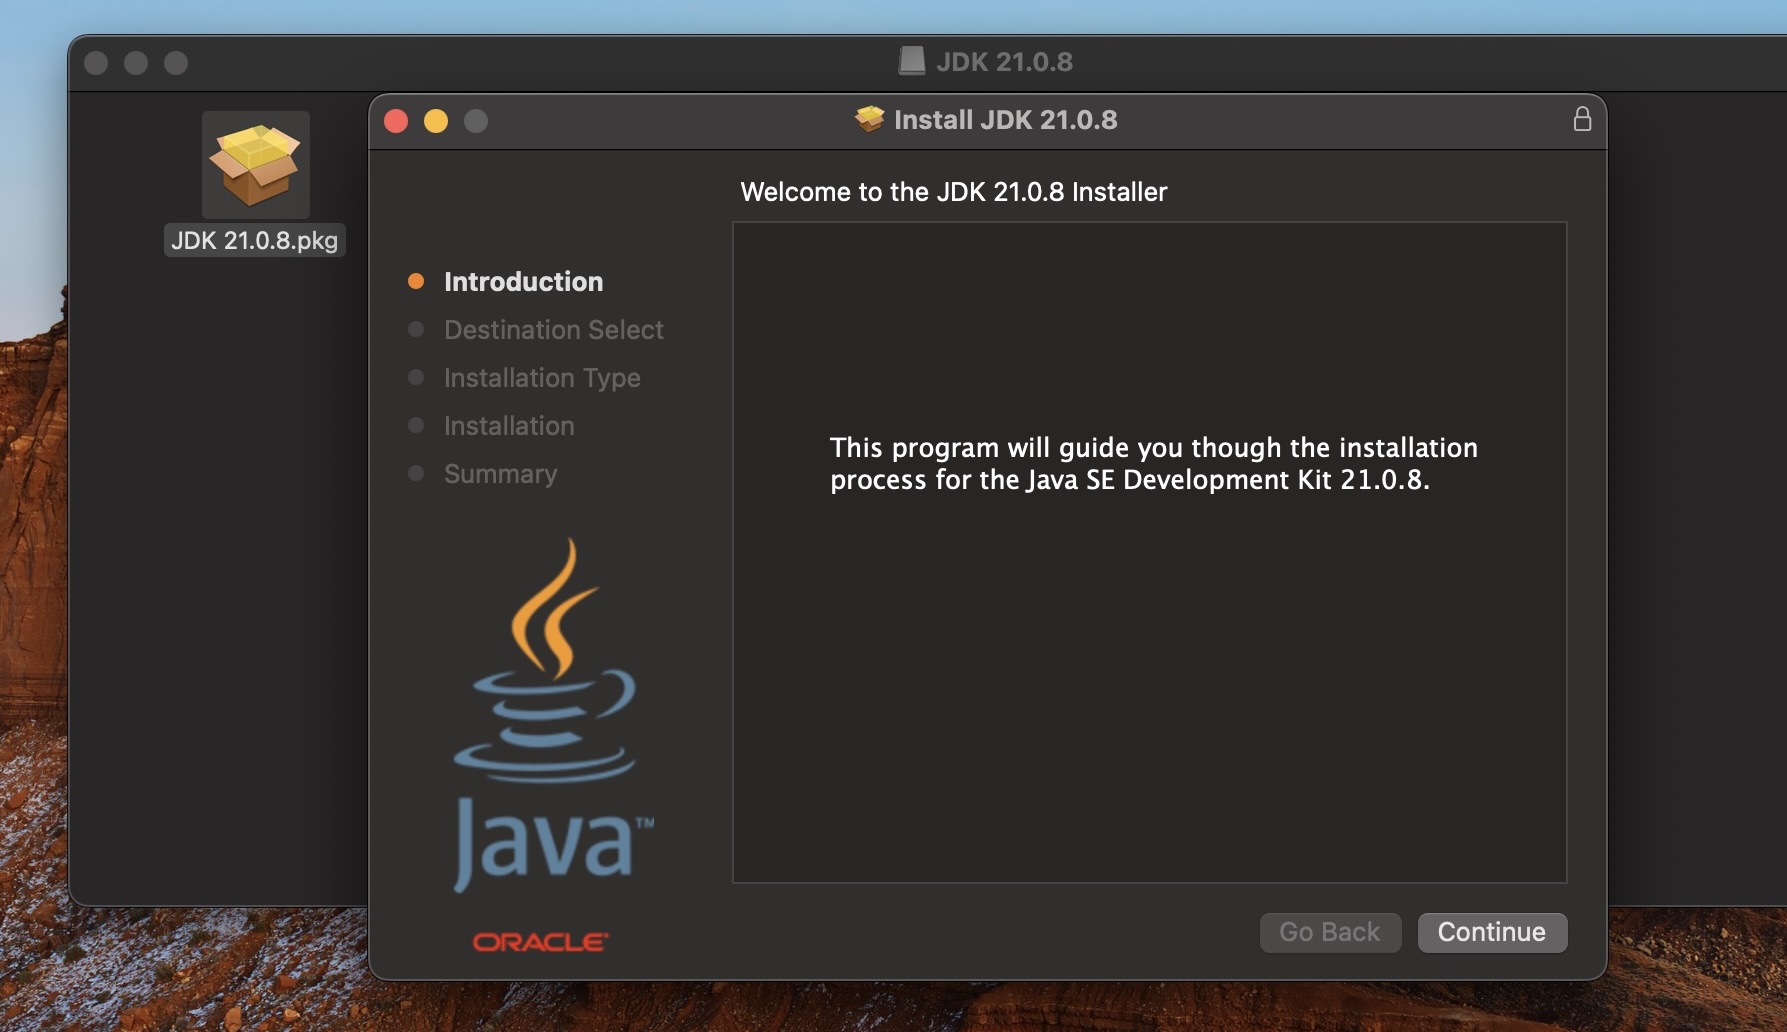 JDK 21.0.8
JDK 21.0.8.pkg
Install JDK 21.0.8
Welcome to the JDK 21.0.8 Installer
Introduction
Destination Select
Installation Type
Installation
Summary
This program will guide you though the installation
process for the Java SE Development Kit 21.0.8.
Java™
ORACLE
Go Back
Continue